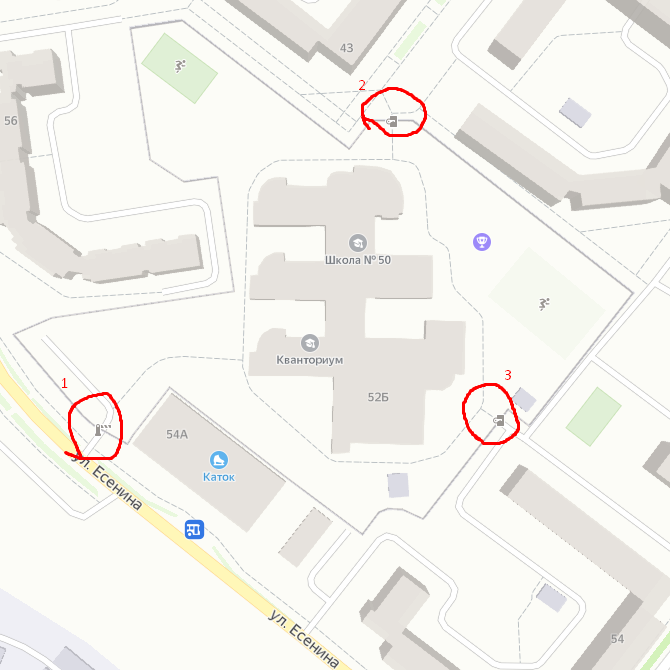 43
2
56
Школа № 50
Кванториум
3
1
52Б
54А
Каток
ул. Есенина
ул. Есенина
54